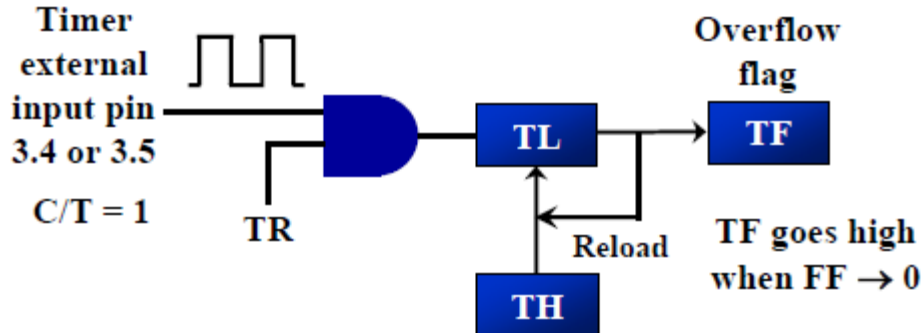 Timer
external
input pin
3.4 or 3.5
C/T = 1
TR
TL
Reload
TH
Overflow
flag
TF
TF goes high
when FF → 0